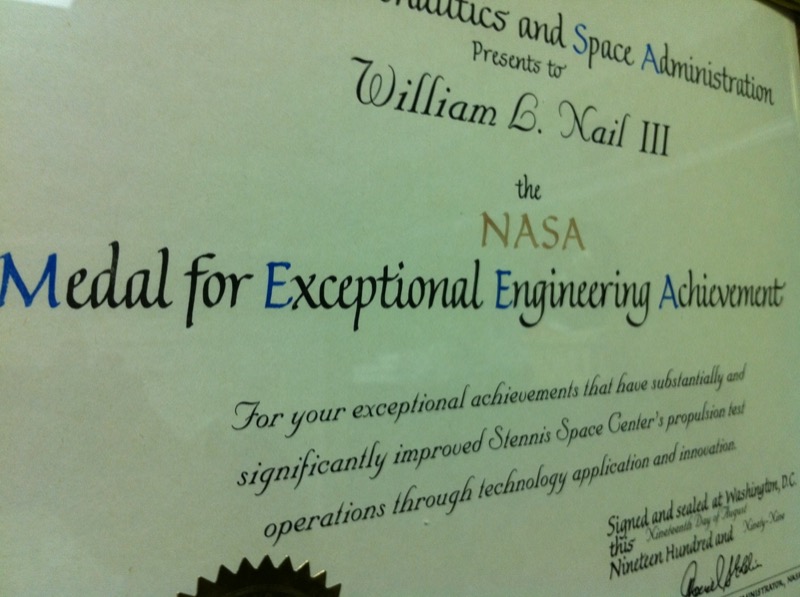 and Space Administration
Presents to
William L. Nail III
the
NASA
Medal for Exceptional Engineering Achievement
For your exceptional achievements that have substantially and
significantly improved Stennis Space Center's propulsion test
operations through technology application and innovation.
Signed and sealed at Washington, D.C.
this Nineteenth Day of August
Nineteen Hundred and Ninety-Nine